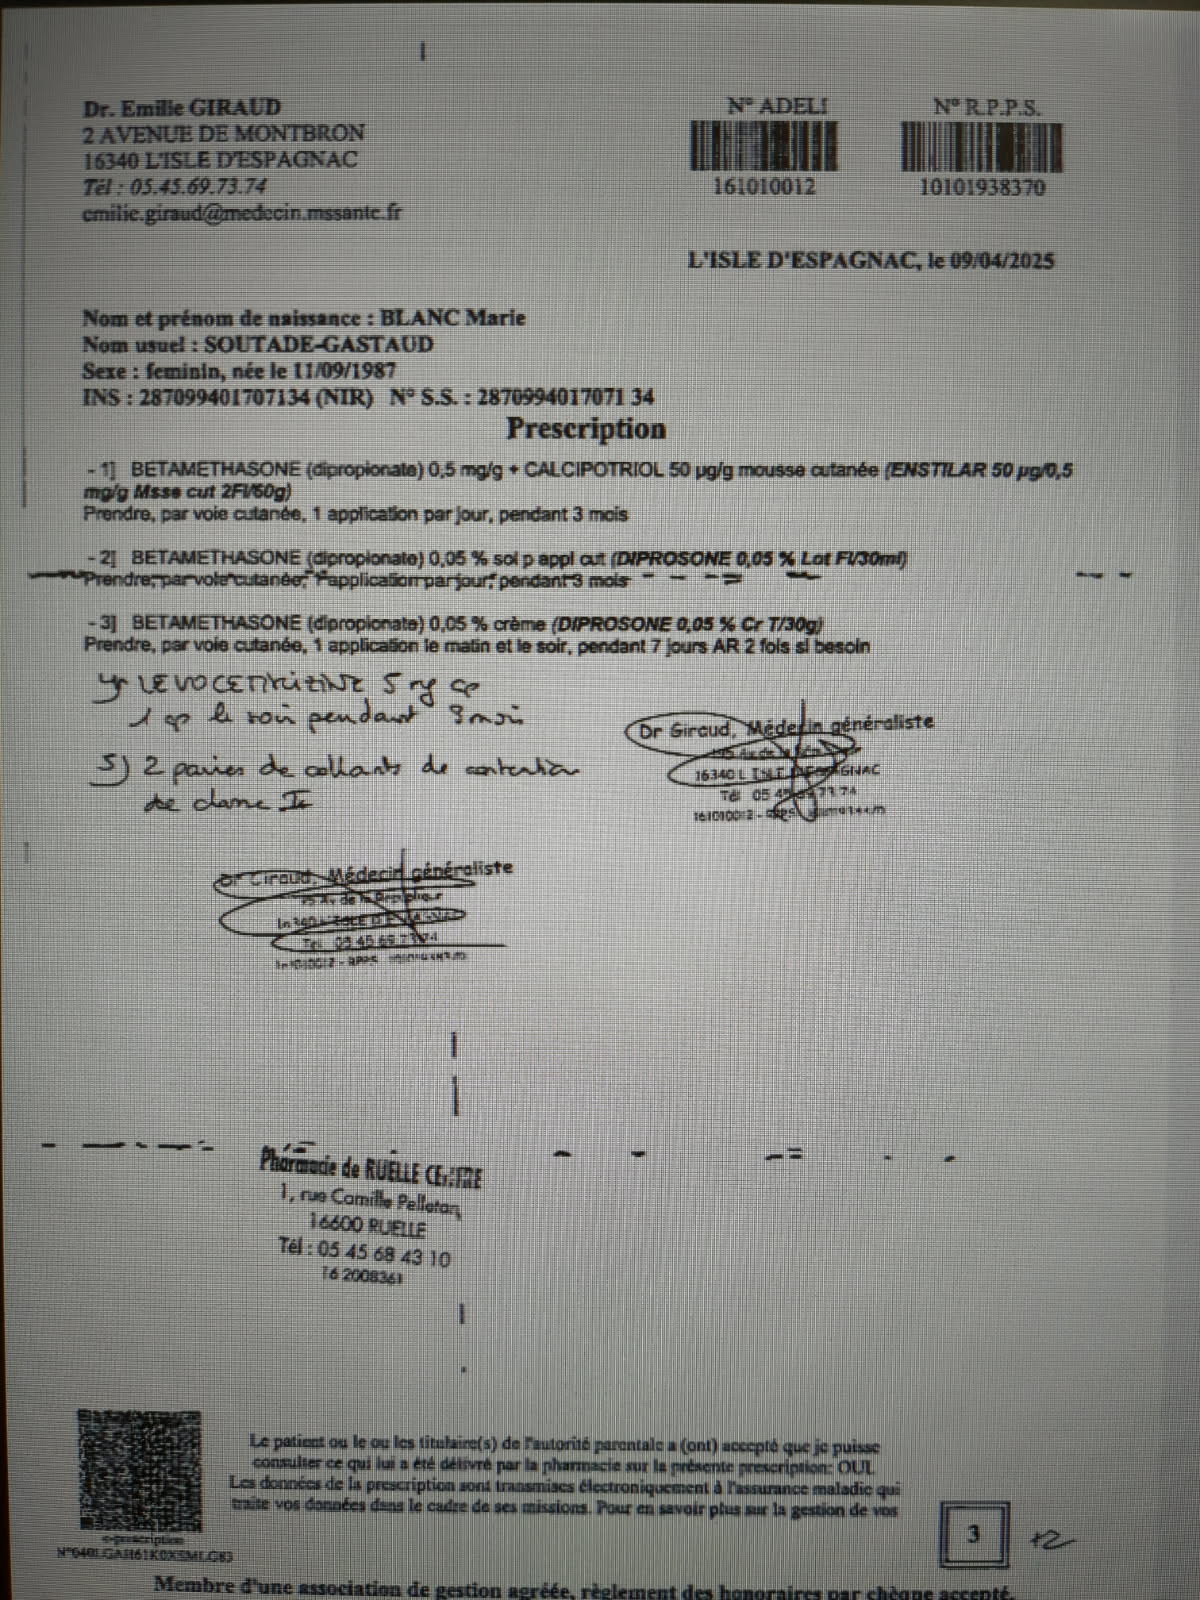 Dr. Emilie GIRAUD
2 AVENUE DE MONTBRON
16340 L'ISLE D'ESPAGNAC
Tél : 05.45.69.73.74
emilie.giraud@medecin.mssante.fr
N° ADELI
161010012
N° R.P.P.S.
10101938370
L'ISLE D'ESPAGNAC, le 09/04/2025
Nom et prénom de naissance : BLANC Marie
Nom usuel : SOUTADE-GASTAUD
Sexe : feminin, née le 11/09/1987
INS : 287099401707134 (NIR) N° S.S. : 2870994017071 34
Prescription
- 1] BETAMETHASONE (dipropionate) 0,5 mg/g + CALCIPOTRIOL 50 µg/g mousse cutanée (ENSTILAR 50 µg/0,5
mg/g Msse cut 2Fl/60g)
Prendre, par voie cutanée, 1 application par jour, pendant 3 mois
- 2] BETAMETHASONE (dipropionate) 0,05 % sol p appl cut (DIPROSONE 0,05 % Lot Fl/30ml)
Prendre, par voie cutanée, 1 application par jour, pendant 3 mois
- 3] BETAMETHASONE (dipropionate) 0,05 % crème (DIPROSONE 0,05 % Cr T/30g)
Prendre, par voie cutanée, 1 application le matin et le soir, pendant 7 jours AR 2 fois si besoin
4) LEVOCETIRIZINE 5 mg cp
1 cp le soir pendant 3 mois
5) 2 paires de collants de contention
de classe II
Dr Giraud, Médecin généraliste
16340 L'ISLE D'ESPAGNAC
Tél 05 45 69 73 74
161010012 - RPPS
Dr Giraud, Médecin généraliste
16340 L'ISLE D'ESPAGNAC
Tél 05 45 69 73 74
161010012 - RPPS
Pharmacie de RUELLE CENTRE
1, rue Camille Pelletan
16600 RUELLE
Tél : 05 45 68 43 10
16 2008361
Le patient ou le ou les titulaire(s) de l'autorité parentale a (ont) accepté que je puisse
consulter ce qui lui a été délivré par la pharmacie sur la présente prescription: OUI.
Les données de la prescription sont transmises électroniquement à l'assurance maladie qui
traite vos données dans le cadre de ses missions. Pour en savoir plus sur la gestion de vos
e-prescription
3
+2
Membre d'une association de gestion agréée, règlement des honoraires par chèque accepté.